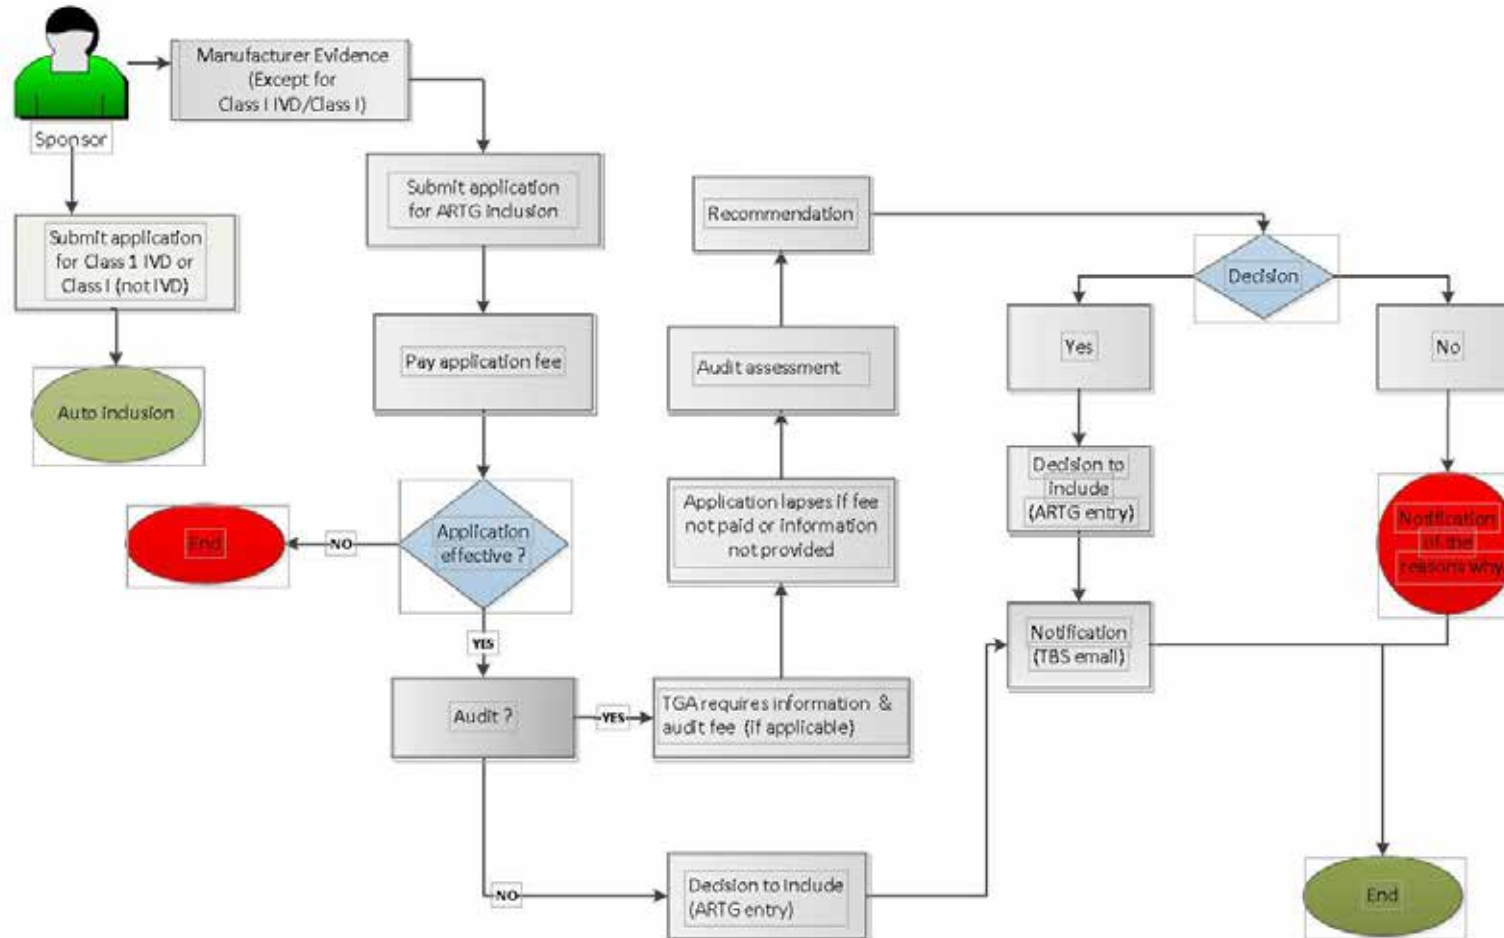 Sponsor
Manufacturer Evidence
(Except for
Class I IVD/Class I)
Submit application
for Class 1 IVD or
Class I (not IVD)
Auto inclusion
Submit application
for ARTG inclusion
Pay application fee
Application
effective ?
NO
End
YES
Audit ?
YES
TGA requires information &
audit fee (if applicable)
Application lapses if fee
not paid or information
not provided
Audit assessment
Recommendation
Decision
Yes
No
Decision to
include
(ARTG entry)
Notification
of the
reasons why
Notification
(TBS email)
NO
Decision to include
(ARTG entry)
End